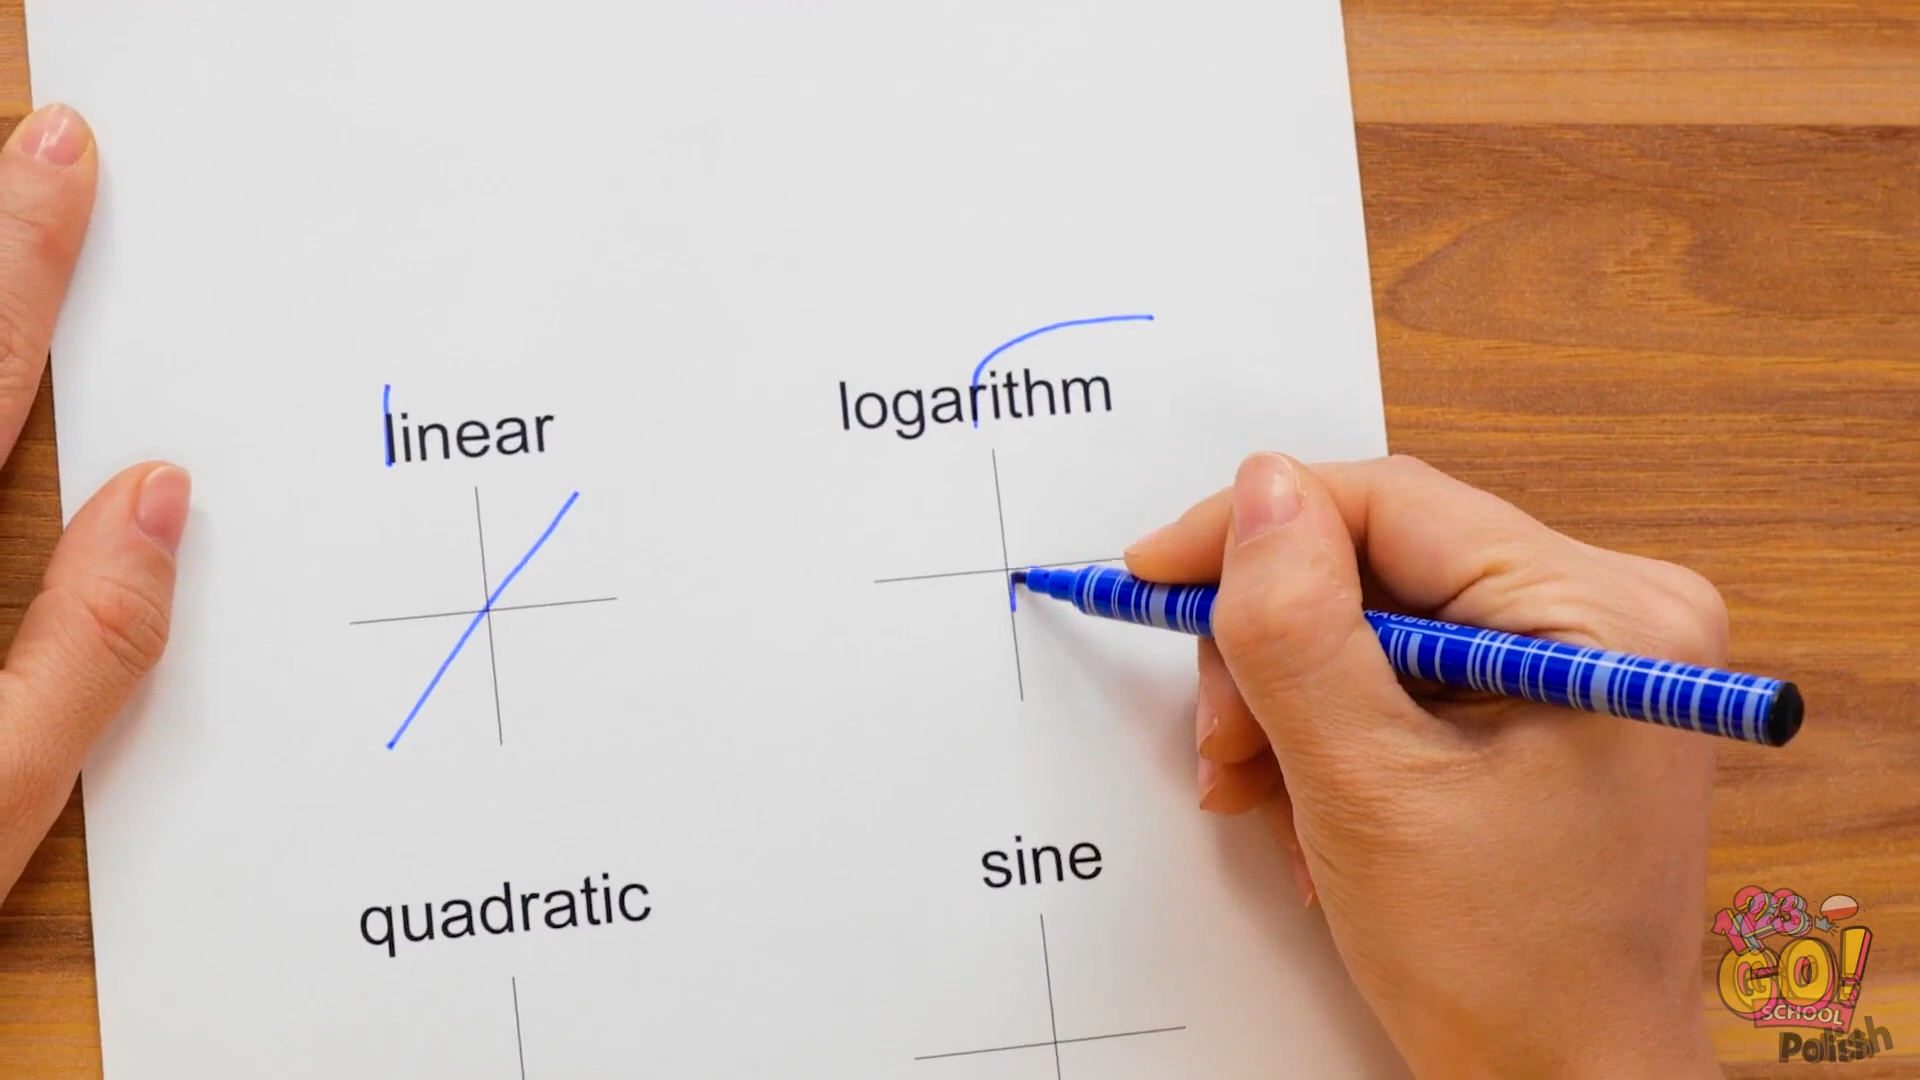 linear
logarithm
quadratic
sine
123
GO!
SCHOOL
Polish